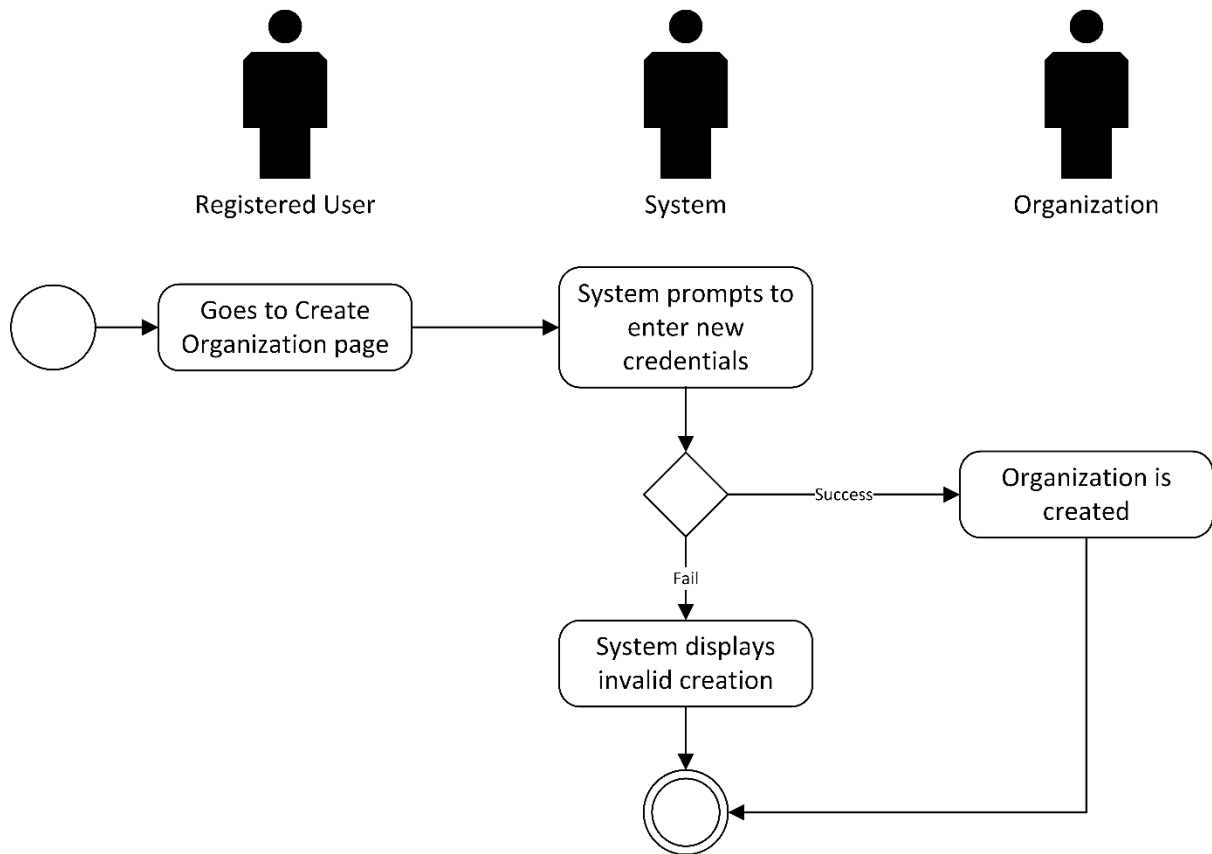 Registered User
System
Organization
Goes to Create
Organization page
System prompts to
enter new
credentials
Success
Organization is
created
Fail
System displays
invalid creation